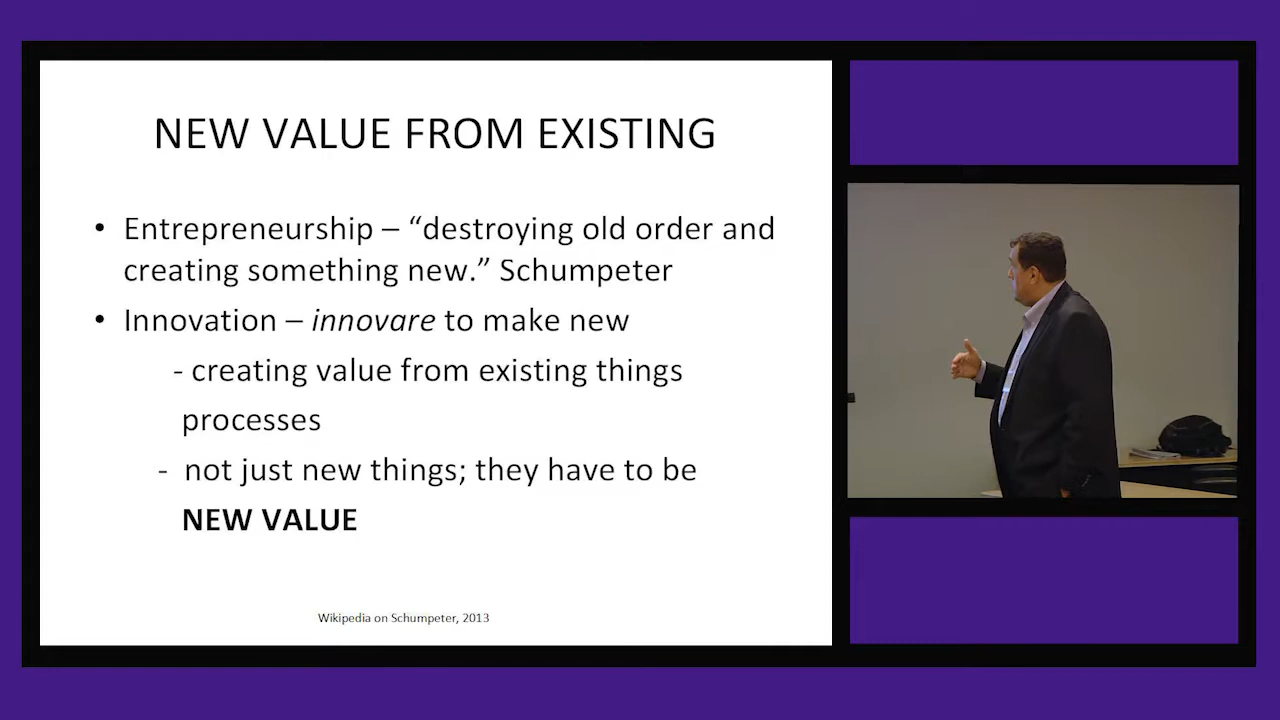 NEW VALUE FROM EXISTING
• Entrepreneurship – “destroying old order and
creating something new.” Schumpeter
• Innovation – innovare to make new
- creating value from existing things
processes
- not just new things; they have to be
NEW VALUE
Wikipedia on Schumpeter, 2013